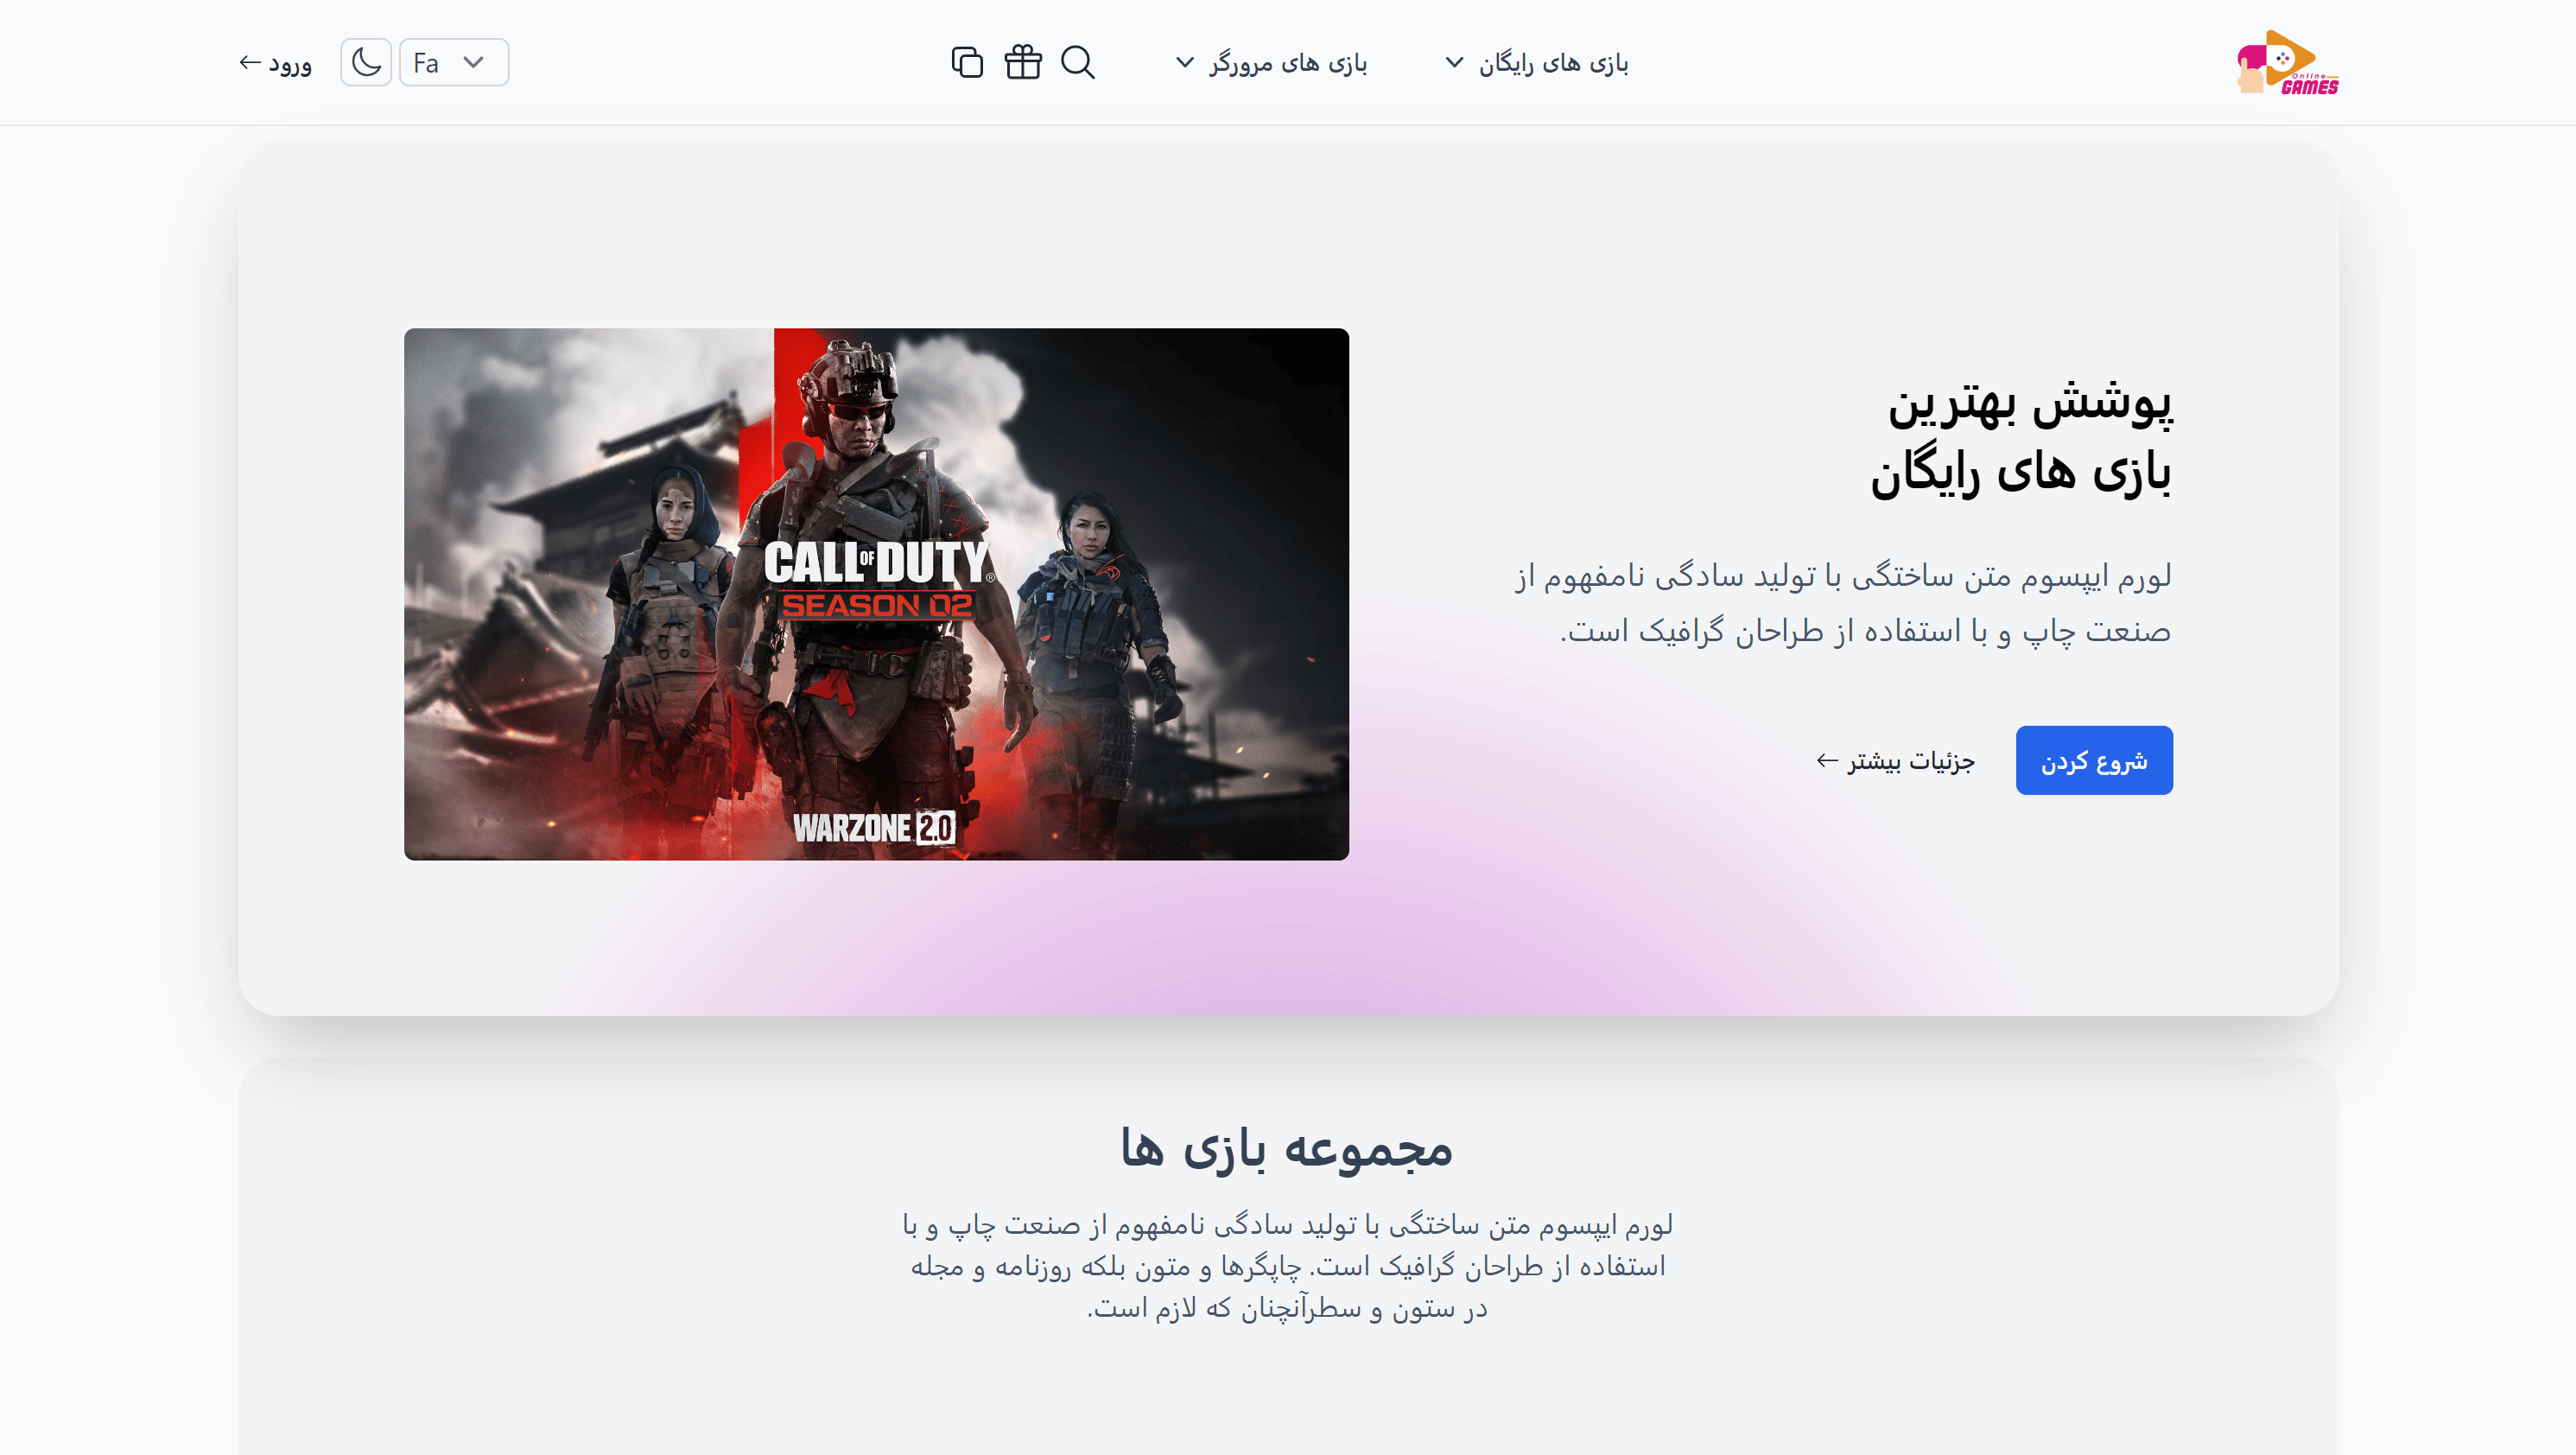 Online
GAMES
بازی های رایگان
بازی های مرورگر
Fa
ورود
پوشش بهترین
بازی های رایگان
لورم ایپسوم متن ساختگی با تولید سادگی نامفهوم از
صنعت چاپ و با استفاده از طراحان گرافیک است.
شروع کردن
جزئیات بیشتر
CALL OF DUTY®
SEASON 02
WARZONE 2.0
مجموعه بازی ها
لورم ایپسوم متن ساختگی با تولید سادگی نامفهوم از صنعت چاپ و با
استفاده از طراحان گرافیک است. چاپگرها و متون بلکه روزنامه و مجله
در ستون و سطرآنچنان که لازم است.